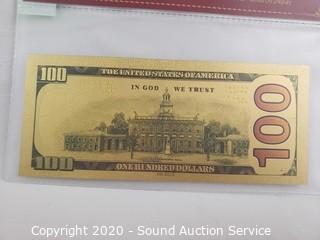 100
THE UNITED STATES OF AMERICA
IN GOD WE TRUST
100
100
ONE HUNDRED DOLLARS
Copyright 2020 - Sound Auction Service